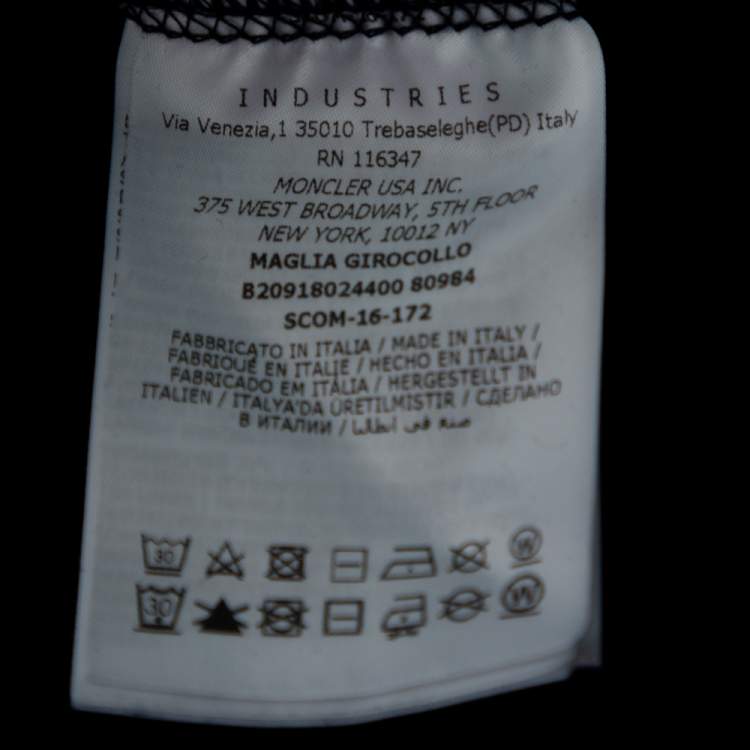 INDUSTRIES
Via Venezia,1 35010 Trebaseleghe(PD) Italy
RN 116347
MONCLER USA INC.
375 WEST BROADWAY, 5TH FLOOR
NEW YORK, 10012 NY
MAGLIA GIROCOLLO
B20918024400 80984
SCOM-16-172
FABBRICATO IN ITALIA / MADE IN ITALY /
FABRIQUÉ EN ITALIE / HECHO EN ITALIA /
FABRICADO EM ITÁLIA / HERGESTELLT IN
ITALIEN / ITALYA'DA ÜRETILMISTIR / СДЕЛАНО
В ИТАЛИИ / صنع في ايطاليا
30 W
30 W